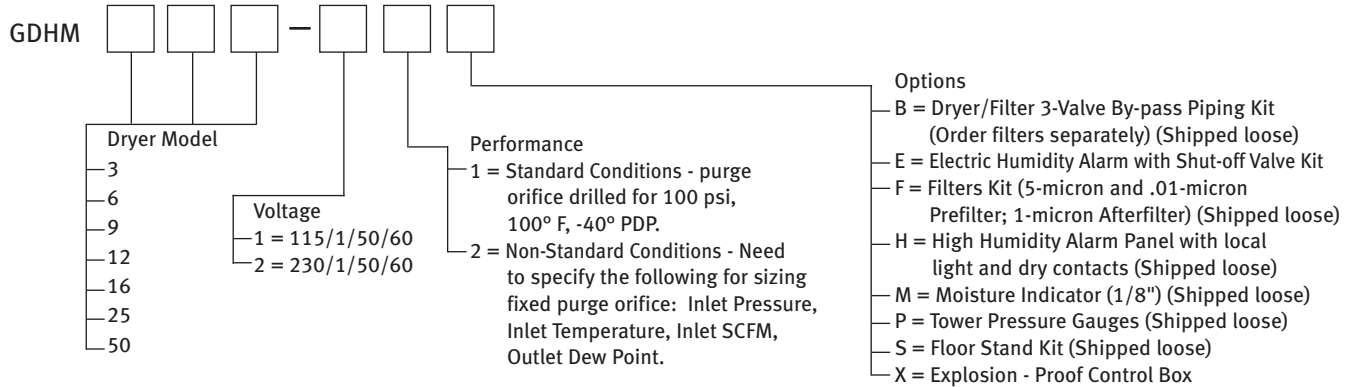 GDHM –
Dryer Model
3
6
9
12
16
25
50
Voltage
1 = 115/1/50/60
2 = 230/1/50/60
Performance
1 = Standard Conditions - purge
orifice drilled for 100 psi,
100° F, -40° PDP.
2 = Non-Standard Conditions - Need
to specify the following for sizing
fixed purge orifice: Inlet Pressure,
Inlet Temperature, Inlet SCFM,
Outlet Dew Point.
Options
B = Dryer/Filter 3-Valve By-pass Piping Kit
(Order filters separately) (Shipped loose)
E = Electric Humidity Alarm with Shut-off Valve Kit
F = Filters Kit (5-micron and .01-micron
Prefilter; 1-micron Afterfilter) (Shipped loose)
H = High Humidity Alarm Panel with local
light and dry contacts (Shipped loose)
M = Moisture Indicator (1/8") (Shipped loose)
P = Tower Pressure Gauges (Shipped loose)
S = Floor Stand Kit (Shipped loose)
X = Explosion - Proof Control Box